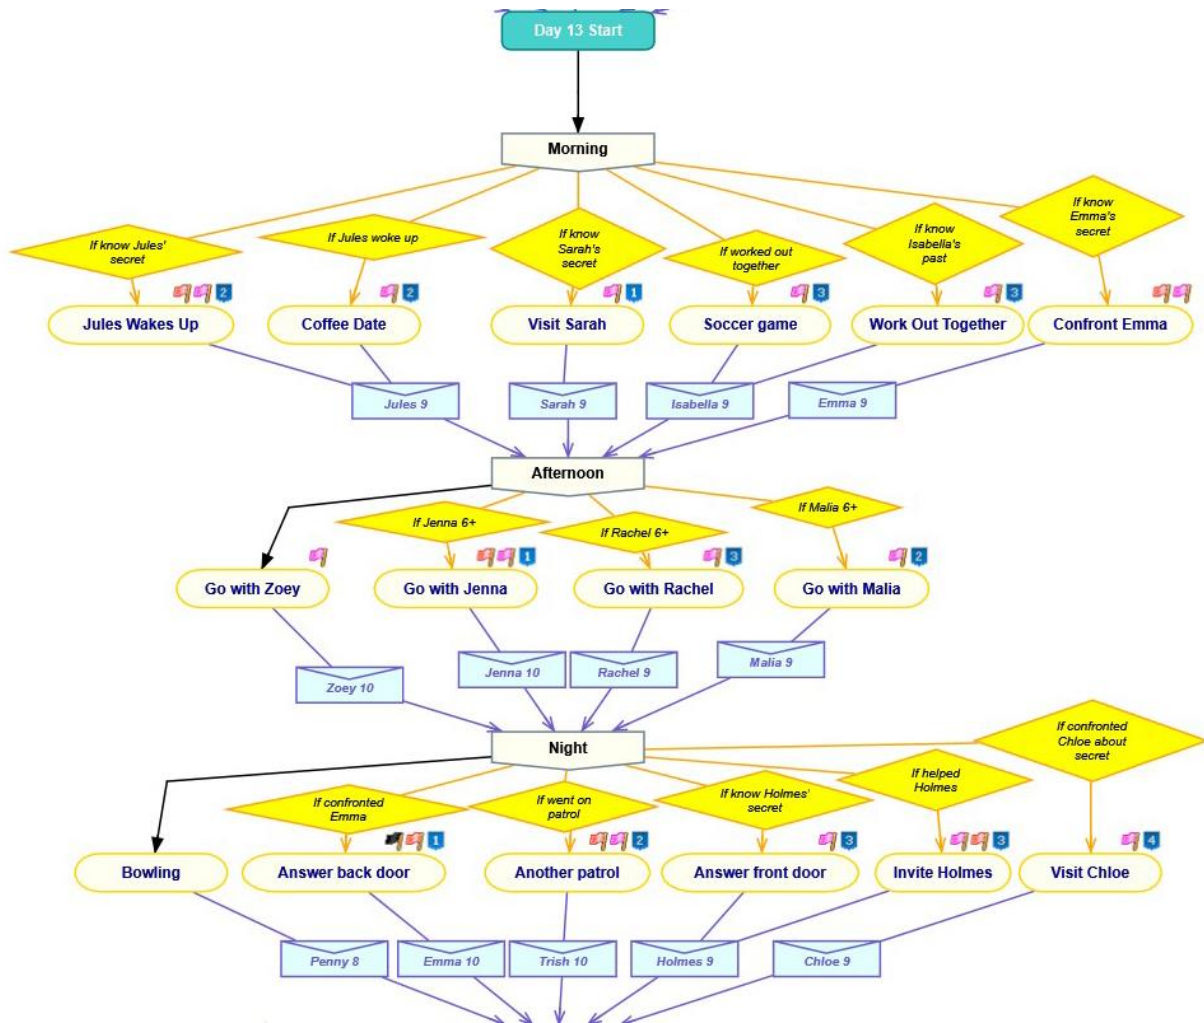 Day 13 Start
Morning
If know Jules'
secret
If Jules woke up
If know
Sarah's
secret
If worked out
together
If know
Isabella's
past
If know
Emma's
secret
2
2
1
3
3
Jules Wakes Up
Coffee Date
Visit Sarah
Soccer game
Work Out Together
Confront Emma
Jules 9
Sarah 9
Isabella 9
Emma 9
Afternoon
If Jenna 6+
If Rachel 6+
If Malia 6+
1
3
2
Go with Zoey
Go with Jenna
Go with Rachel
Go with Malia
Zoey 10
Jenna 10
Rachel 9
Malia 9
Night
If confronted
Emma
If went on
patrol
If know Holmes'
secret
If helped
Holmes
If confronted
Chloe about
secret
1
2
3
3
4
Bowling
Answer back door
Another patrol
Answer front door
Invite Holmes
Visit Chloe
Penny 8
Emma 10
Trish 10
Holmes 9
Chloe 9